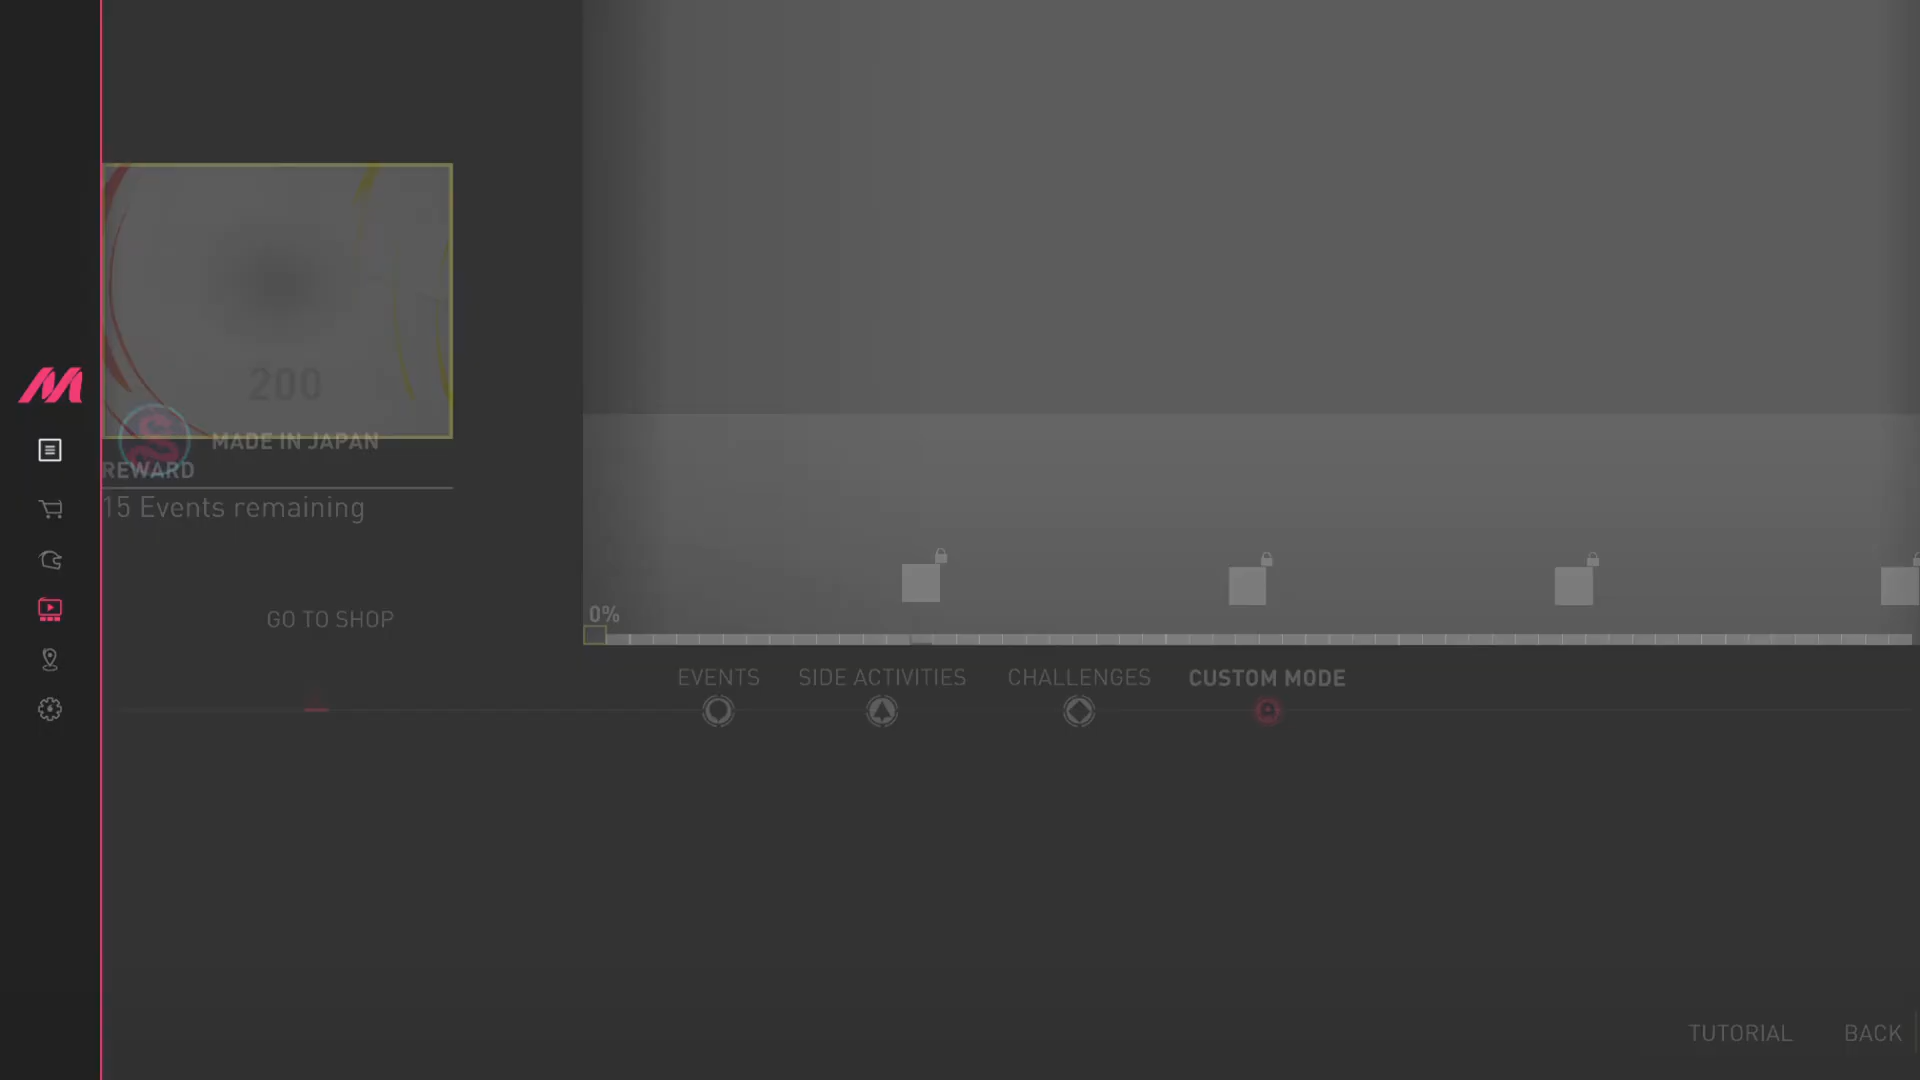 200
MADE IN JAPAN
REWARD
15 Events remaining
GO TO SHOP
0%
EVENTS
SIDE ACTIVITIES
CHALLENGES
CUSTOM MODE
TUTORIAL
BACK